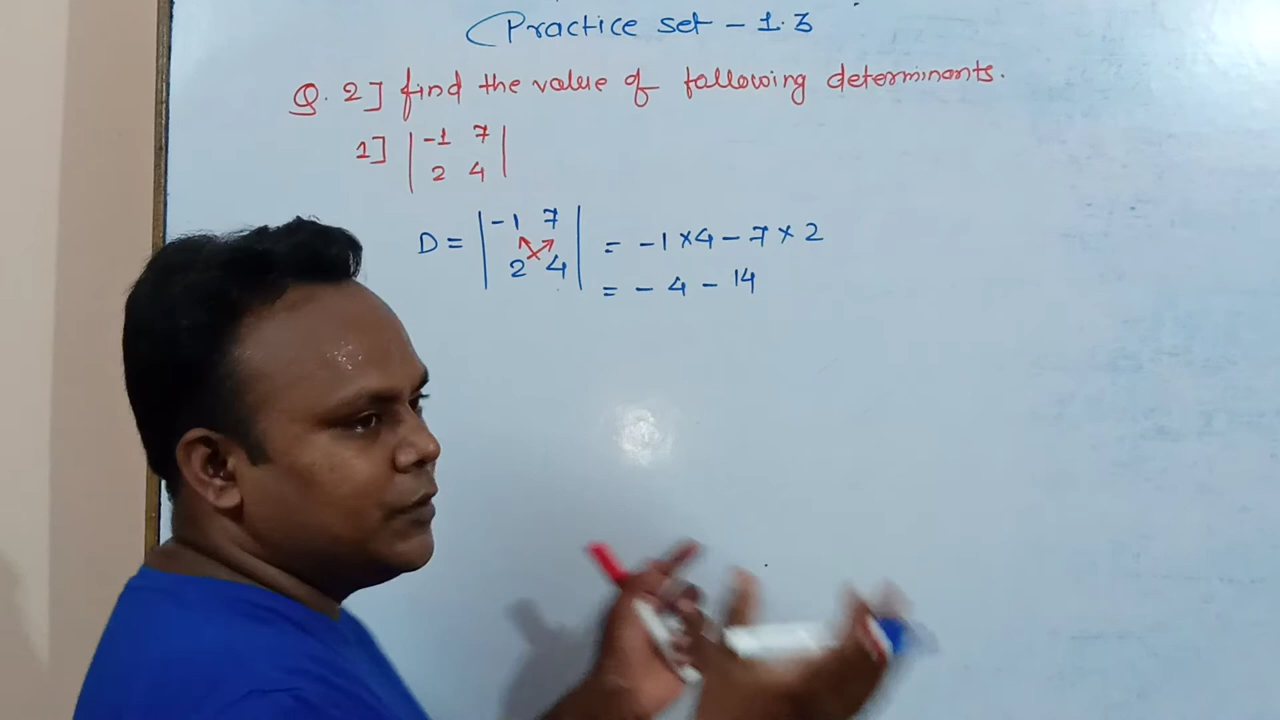 Practice set - 1.3
Q. 2] find the value of following determinants.
1] | -1 7 |
| 2 4 |
D = | -1 7 | = -1 × 4 - 7 × 2
| 2 4 | = - 4 - 14